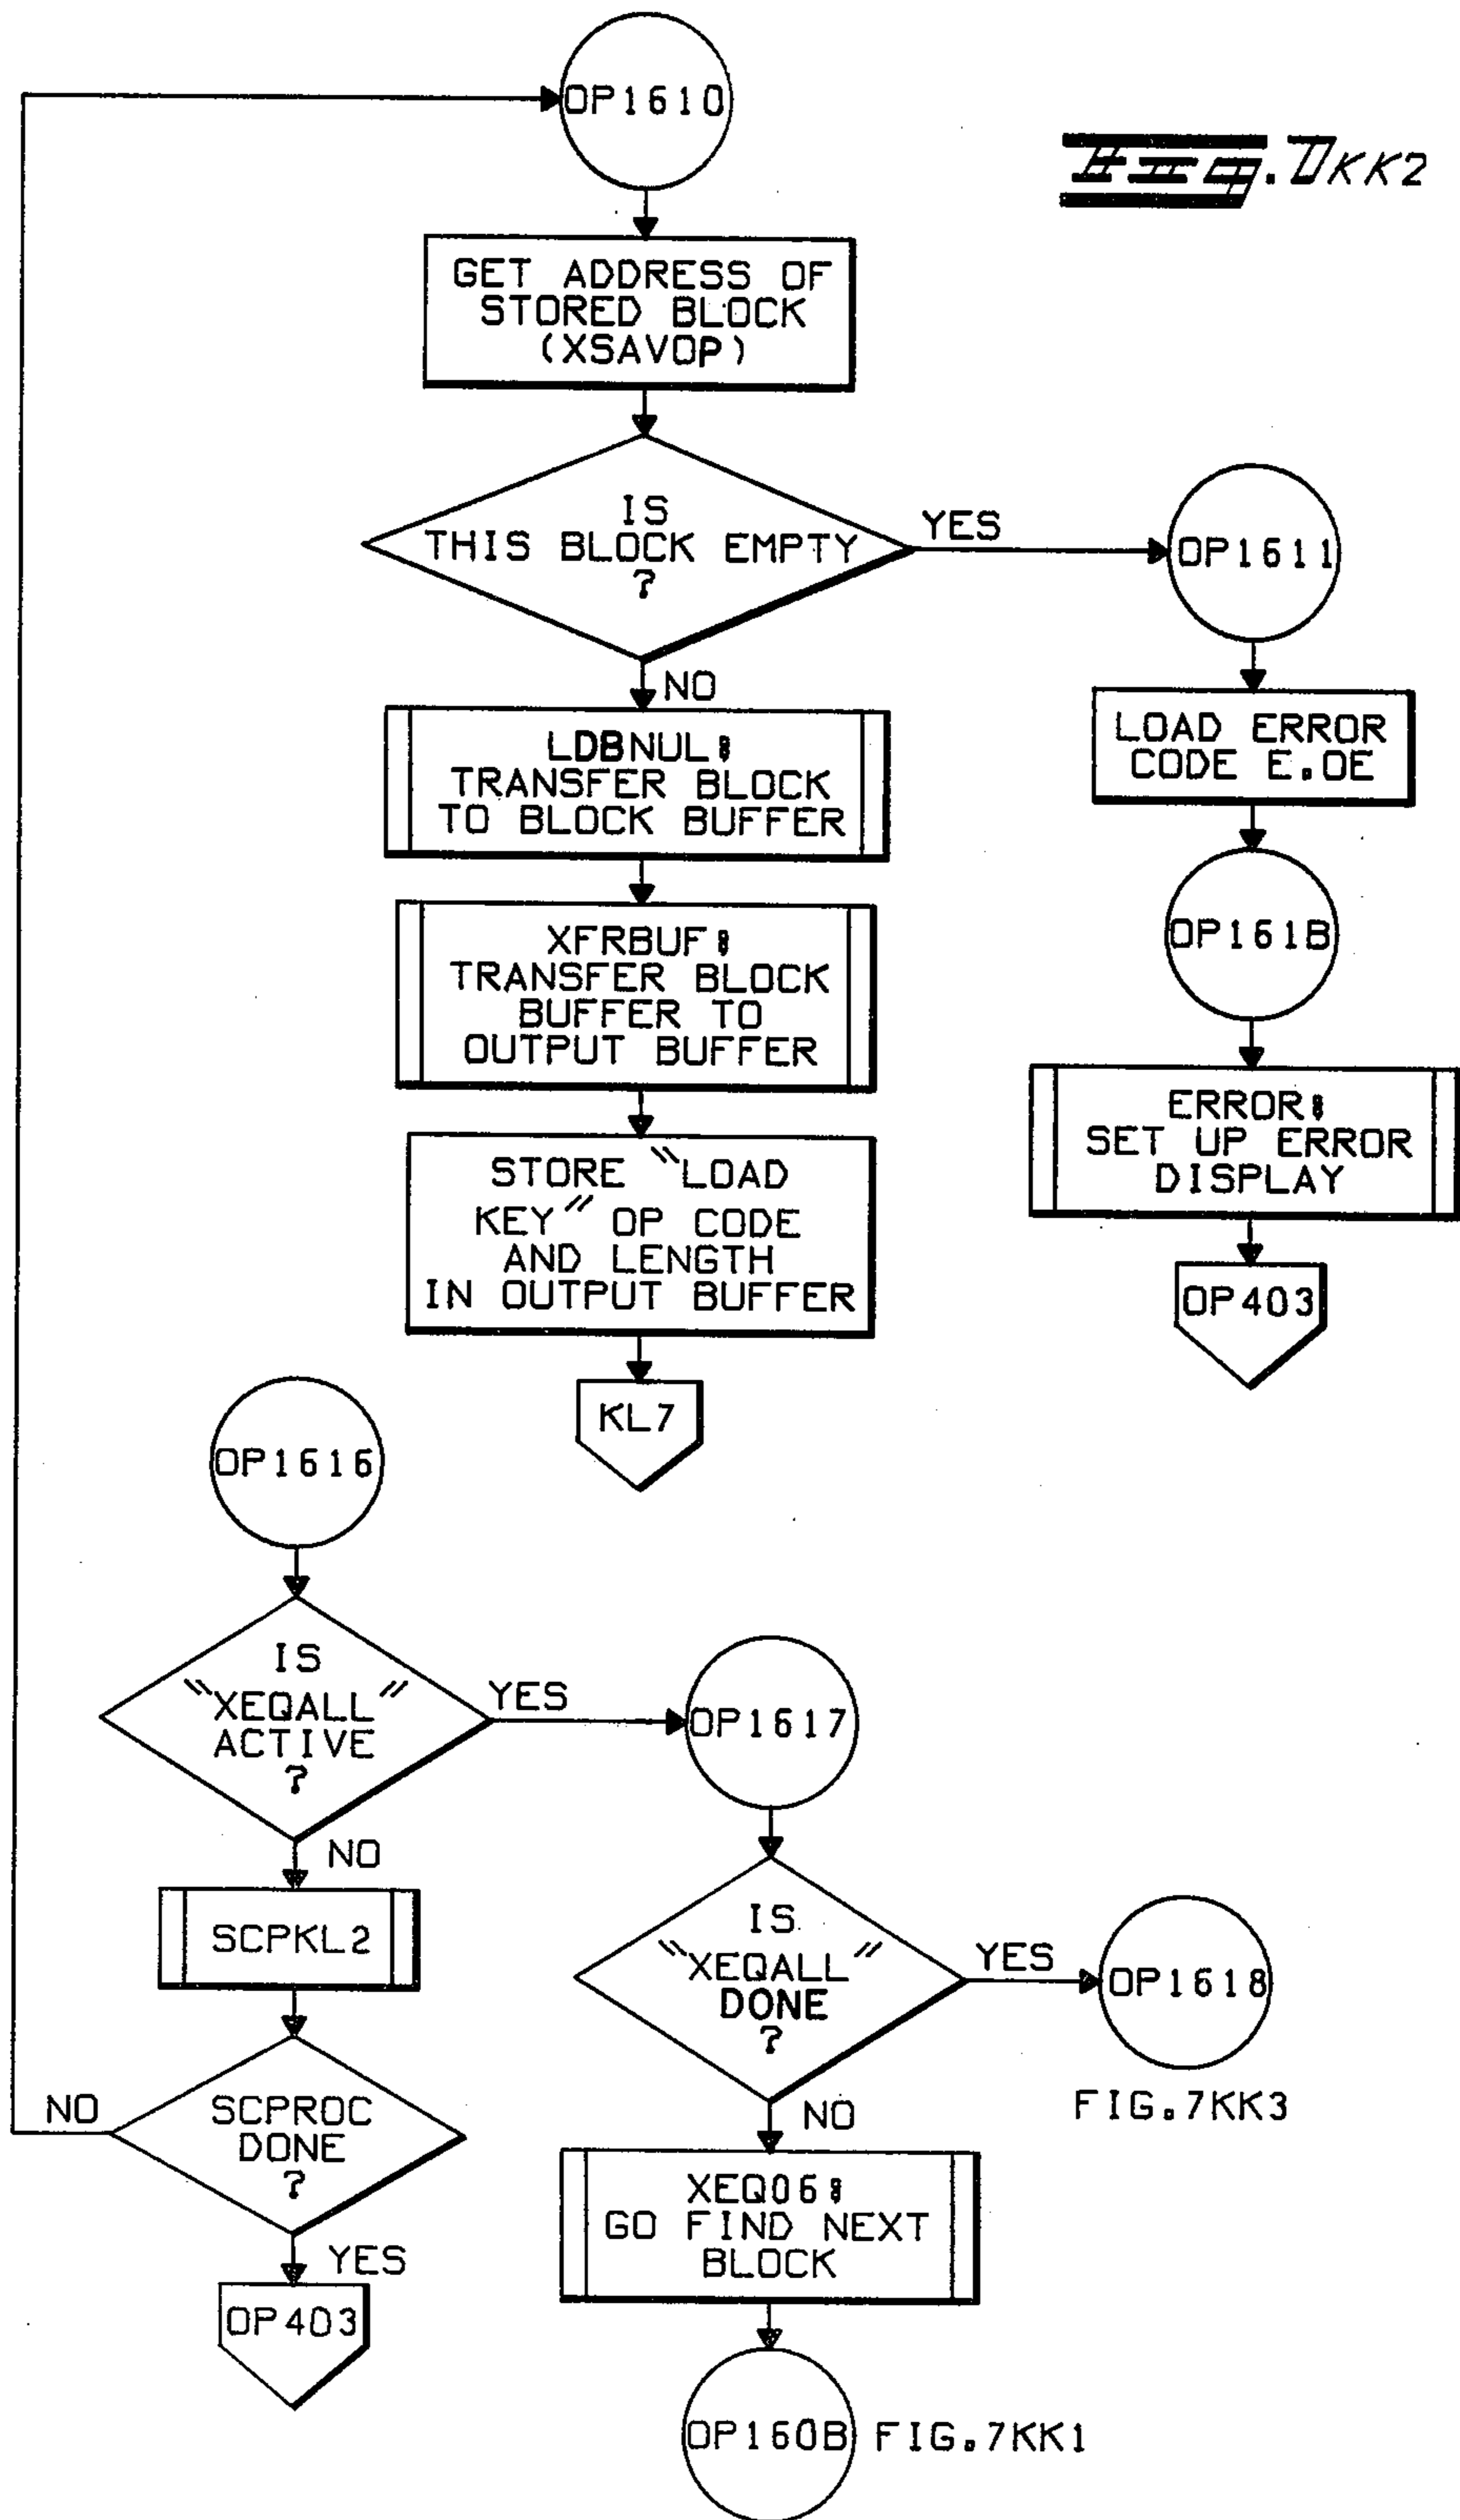 OP1610
Fig. 7KK2
GET ADDRESS OF
STORED BLOCK
(XSAVOP)
IS
THIS BLOCK EMPTY
?
YES
OP1611
NO
LDBNUL:
TRANSFER BLOCK
TO BLOCK BUFFER
LOAD ERROR
CODE E.OE
XFRBUF:
TRANSFER BLOCK
BUFFER TO
OUTPUT BUFFER
OP161B
STORE "LOAD
KEY" OP CODE
AND LENGTH
IN OUTPUT BUFFER
ERROR:
SET UP ERROR
DISPLAY
OP403
KL7
OP1616
IS
"XEQALL"
ACTIVE
?
YES
OP1617
NO
SCPKL2
IS
"XEQALL"
DONE
?
YES
OP1618
FIG.7KK3
NO
SCPROC
DONE
?
NO
XEQ06:
GO FIND NEXT
BLOCK
YES
OP403
OP160B
FIG.7KK1